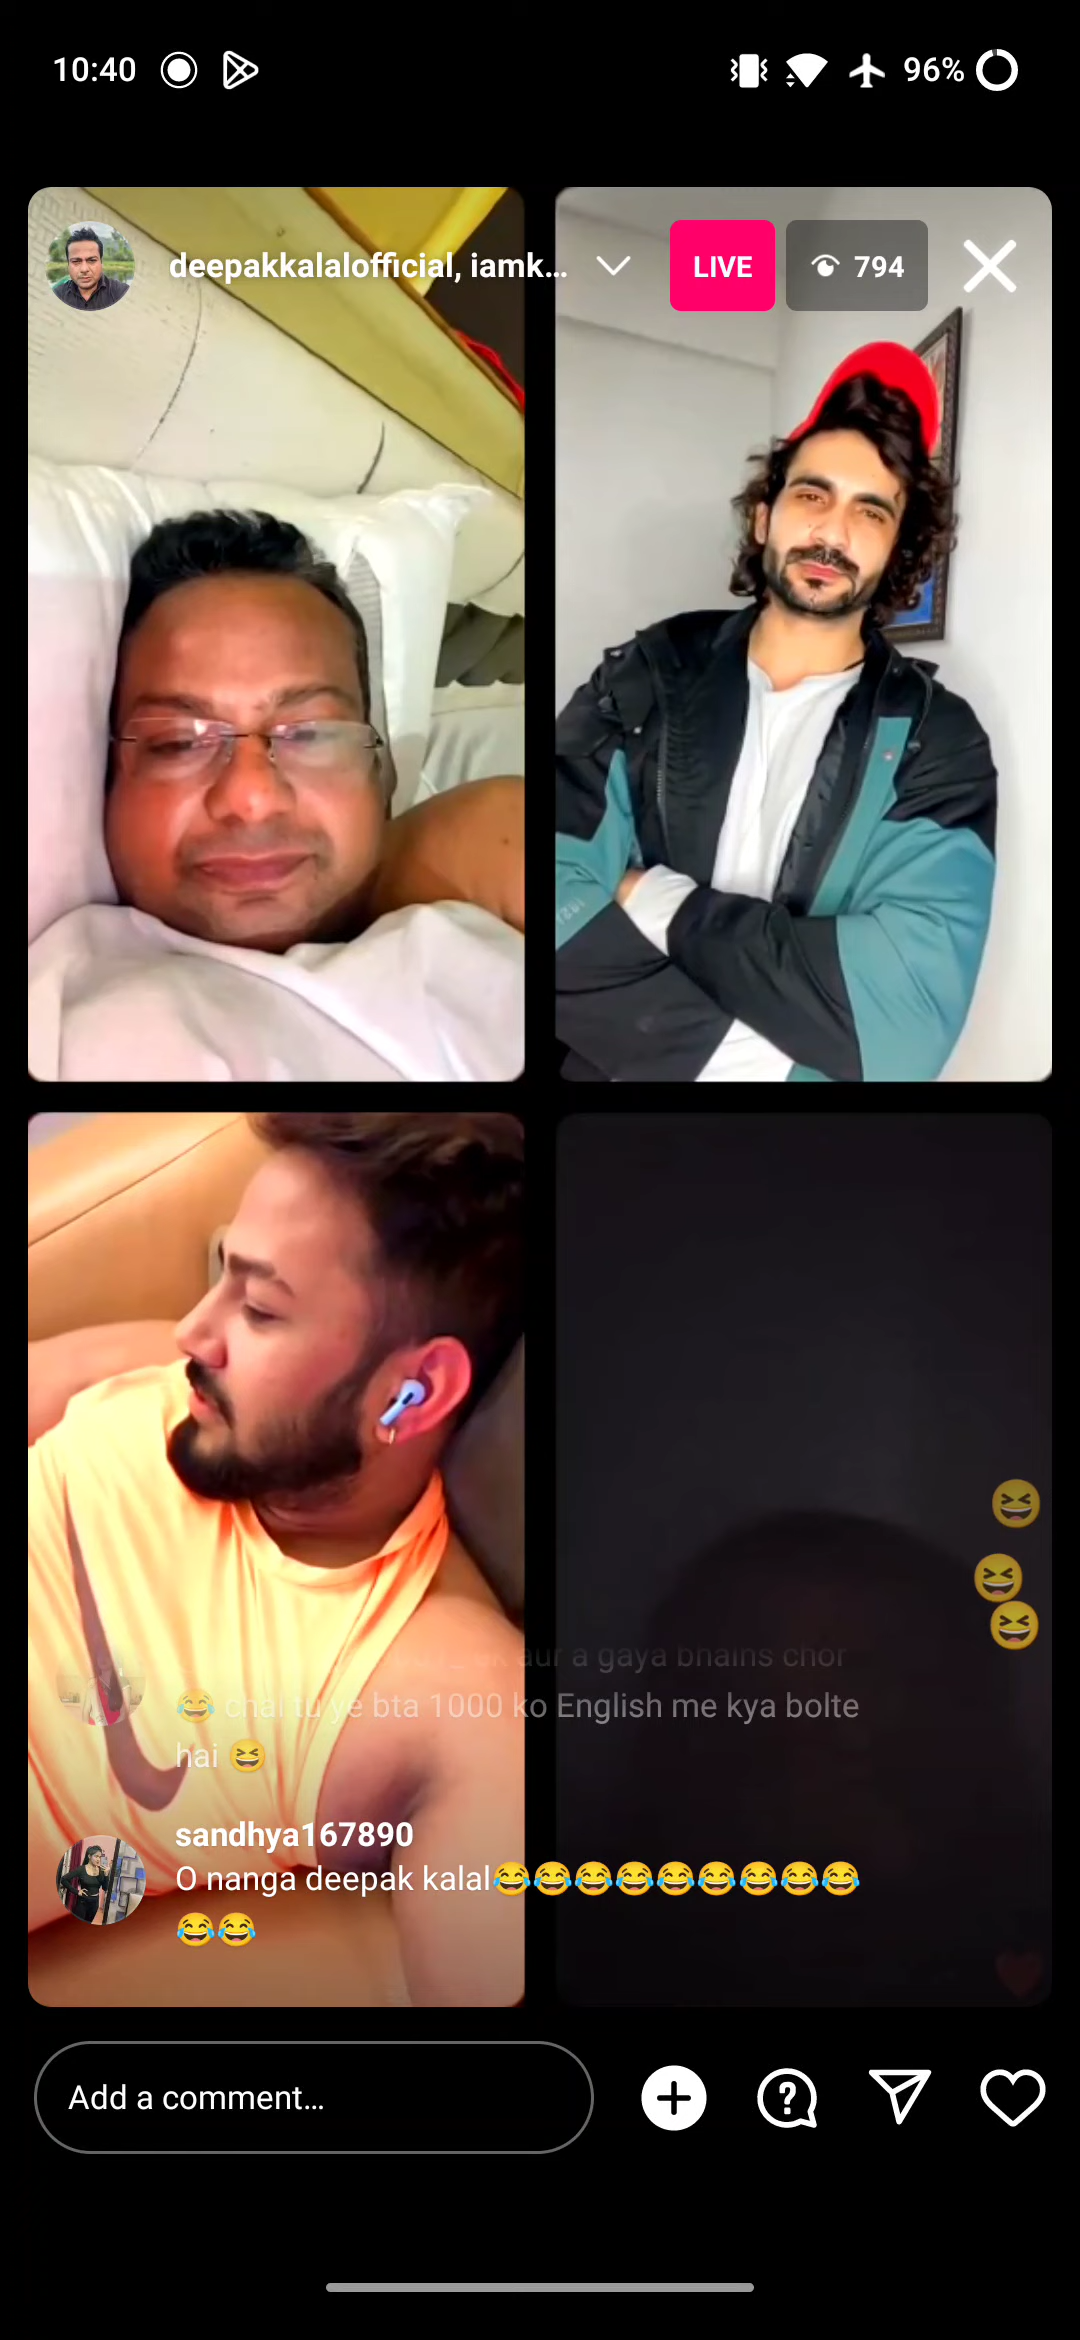 10:40
96%
deepakkalalofficial, iamk...
LIVE
794
aur a gaya bhains chor
😂 chal tu ye bta 1000 ko English me kya bolte
hai 😆
sandhya167890
O nanga deepak kalal😂😂😂😂😂😂😂😂😂
😂😂
Add a comment...